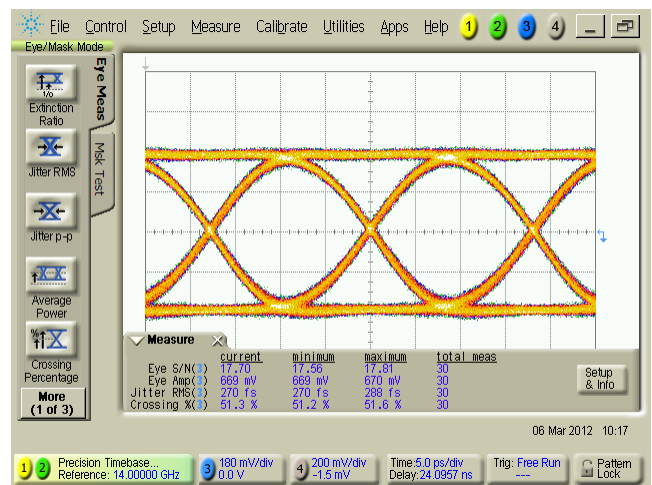 File Control Setup Measure Calibrate Utilities Apps Help 1 2 3 4
Eye/Mask Mode
Eye Meas
Msk Test
1/0
Extinction
Ratio
Jitter RMS
Jitter p-p
Average
Power
%
Crossing
Percentage
More
(1 of 3)
Measure
current minimum maximum total meas
Eye S/N(3) 17.70 17.56 17.81 30
Eye Amp(3) 669 mV 669 mV 670 mV 30
Jitter RMS(3) 270 fs 270 fs 288 fs 30
Crossing %(3) 51.3 % 51.2 % 51.6 % 30
Setup
& Info
06 Mar 2012 10:17
1 2 Precision Timebase...
Reference: 14.00000 GHz
3 180 mV/div
0.0 V
4 200 mV/div
-1.5 mV
Time:5.0 ps/div
Delay:24.0957 ns
Trig: Free Run
---
Pattern
Lock